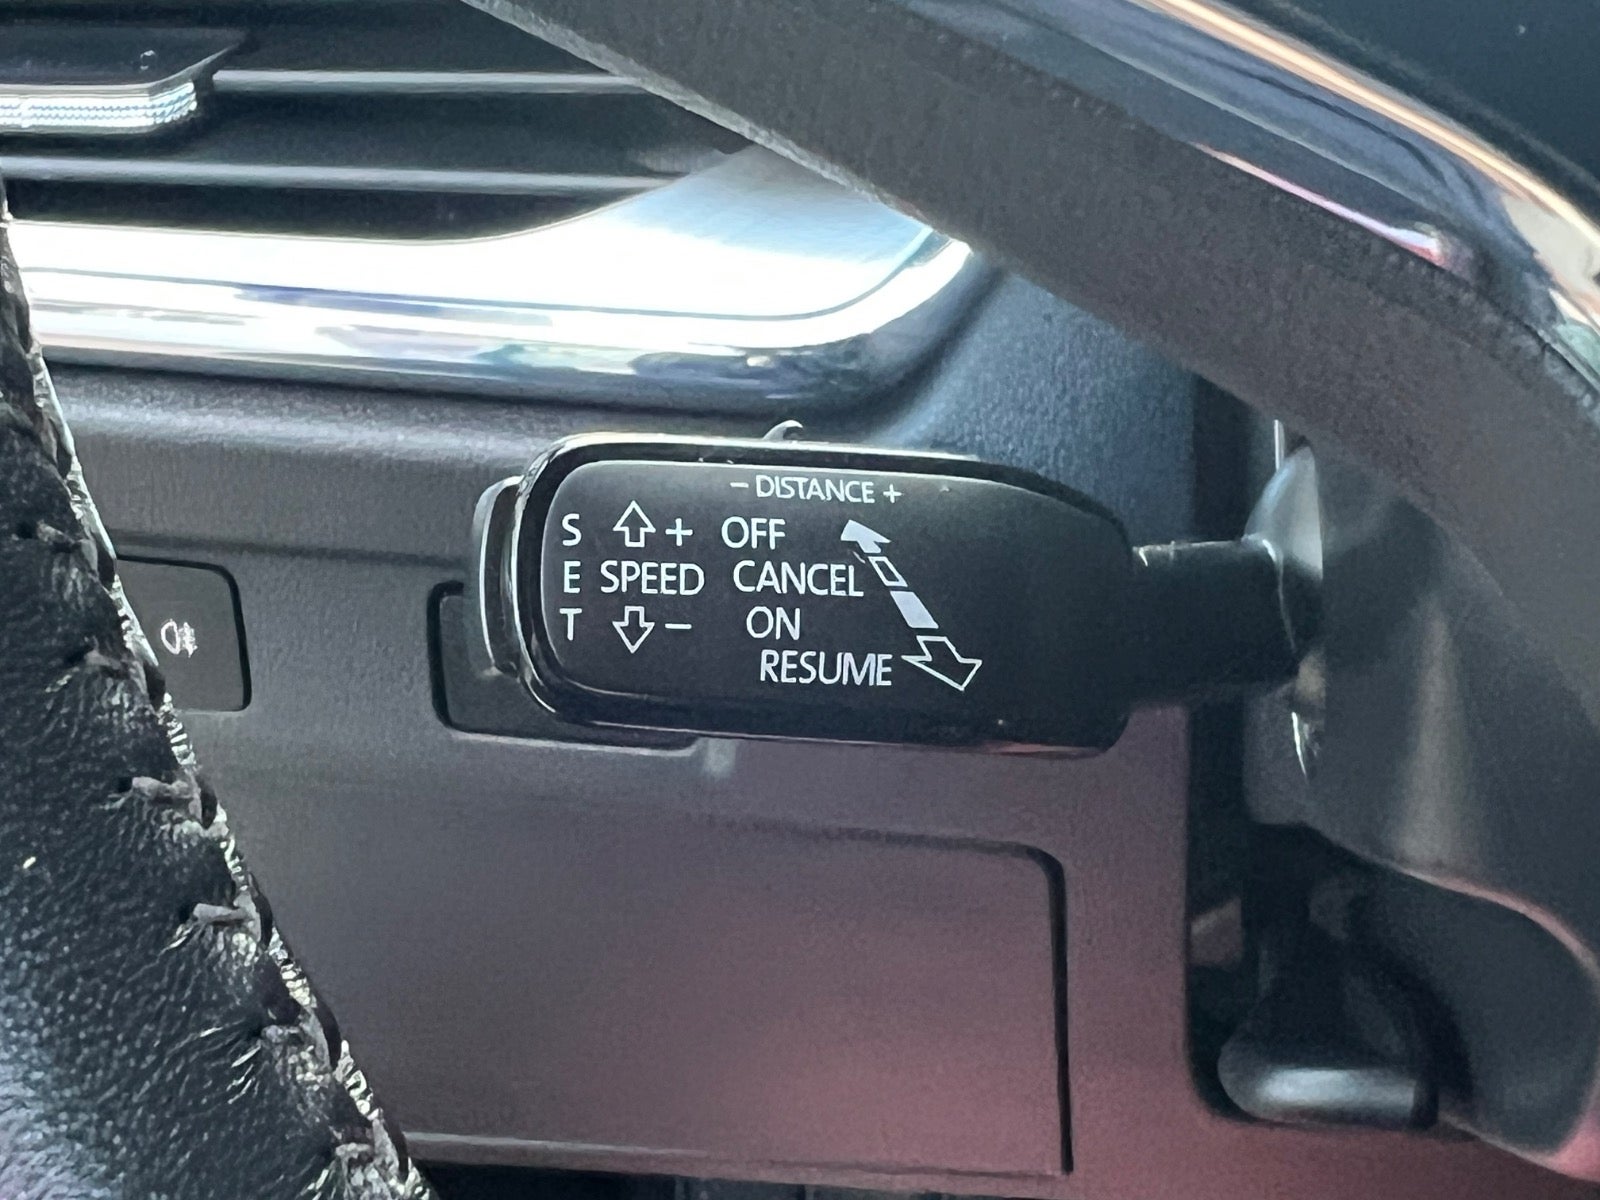 - DISTANCE +
S + OFF
E SPEED CANCEL
T - ON
RESUME